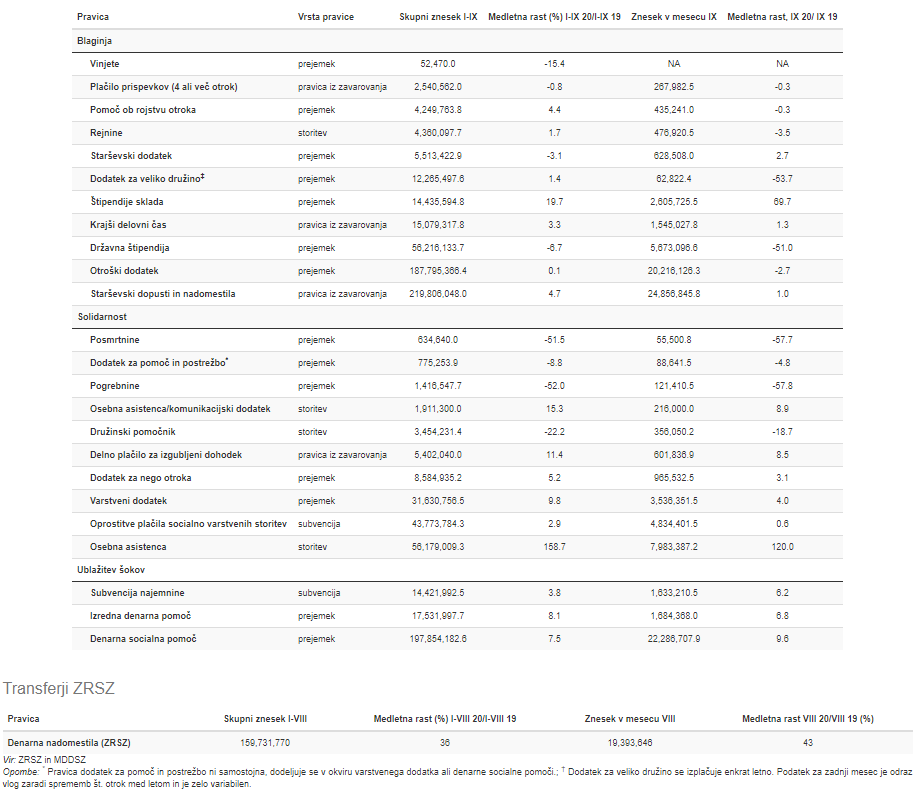 Pravica Vrsta pravice Skupni znesek I-IX Medletna rast (%) I-IX 20/I-IX 19 Znesek v mesecu IX Medletna rast, IX 20/ IX 19
Blaginja
Vinjete prejemek 52,470.0 -15.4 NA NA
Plačilo prispevkov (4 ali več otrok) pravica iz zavarovanja 2,540,562.0 -0.8 267,982.5 -0.3
Pomoč ob rojstvu otroka prejemek 4,249,763.8 4.4 435,241.0 -0.3
Rejnine storitev 4,360,097.7 1.7 476,920.5 -3.5
Starševski dodatek prejemek 5,513,422.9 -3.1 628,508.0 2.7
Dodatek za veliko družino‡ prejemek 12,265,497.6 1.4 62,822.4 -53.7
Štipendije sklada prejemek 14,435,594.8 19.7 2,605,725.5 69.7
Krajši delovni čas pravica iz zavarovanja 15,079,317.8 3.3 1,545,027.8 1.3
Državna štipendija prejemek 56,216,133.7 -6.7 5,673,096.6 -51.0
Otroški dodatek prejemek 187,795,366.4 0.1 20,216,126.3 -2.7
Starševski dopusti in nadomestila pravica iz zavarovanja 219,806,048.0 4.7 24,856,845.8 1.0
Solidarnost
Posmrtnine prejemek 634,640.0 -51.5 55,500.8 -57.7
Dodatek za pomoč in postrežbo* prejemek 775,253.9 -8.8 88,641.5 -4.8
Pogrebnine prejemek 1,416,547.7 -52.0 121,410.5 -57.8
Osebna asistenca/komunikacijski dodatek storitev 1,911,300.0 15.3 216,000.0 8.9
Družinski pomočnik storitev 3,454,231.4 -22.2 356,050.2 -18.7
Delno plačilo za izgubljeni dohodek pravica iz zavarovanja 5,402,040.0 11.4 601,836.9 8.5
Dodatek za nego otroka prejemek 8,584,935.2 5.2 965,532.5 3.1
Varstveni dodatek prejemek 31,630,756.5 9.8 3,536,351.5 4.0
Oprostitve plačila socialno varstvenih storitev subvencija 43,773,784.3 2.9 4,834,401.5 0.6
Osebna asistenca storitev 56,179,009.3 158.7 7,983,387.2 120.0
Ublažitev šokov
Subvencija najemnine subvencija 14,421,992.5 3.8 1,633,210.5 6.2
Izredna denarna pomoč prejemek 17,531,997.7 8.1 1,684,368.0 6.8
Denarna socialna pomoč prejemek 197,854,182.6 7.5 22,286,707.9 9.6
Transferji ZRSZ
Pravica Skupni znesek I-VIII Medletna rast (%) I-VIII 20/I-VIII 19 Znesek v mesecu VIII Medletna rast VIII 20/VIII 19 (%)
Denarna nadomestila (ZRSZ) 159,731,770 36 19,393,646 43
Vir: ZRSZ in MDDSZ
Opombe: * Pravica dodatek za pomoč in postrežbo ni samostojna, dodeljuje se v okviru varstvenega dodatka ali denarne socialne pomoči.; † Dodatek za veliko družino se izplačuje enkrat letno. Podatek za zadnji mesec je odraz
vlog zaradi sprememb št. otrok med letom in je zelo variabilen.